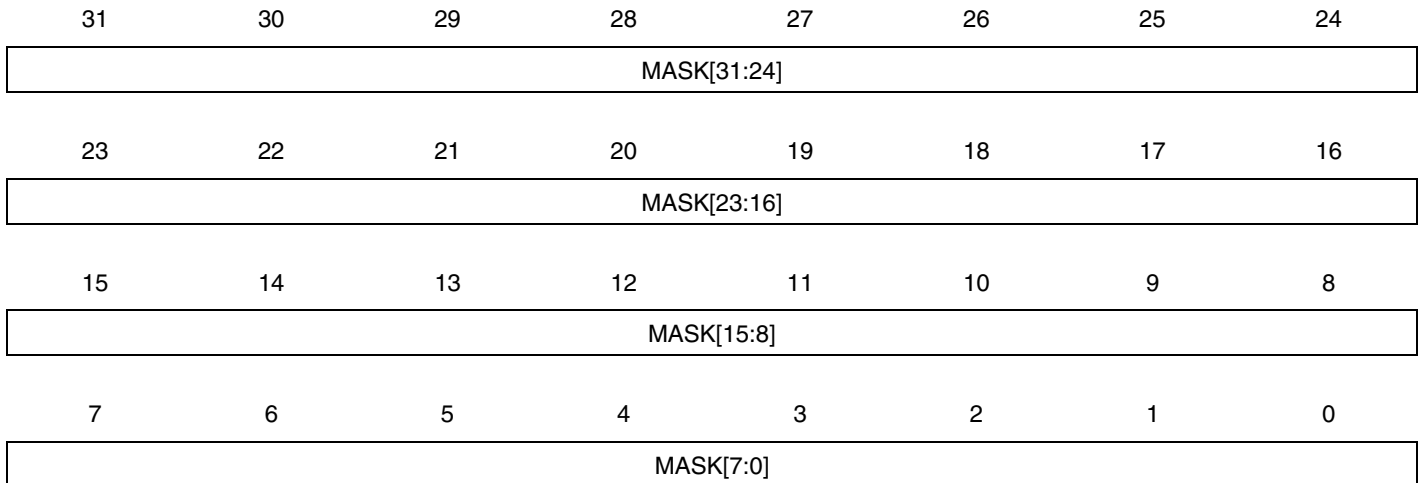 31 30 29 28 27 26 25 24
MASK[31:24]
23 22 21 20 19 18 17 16
MASK[23:16]
15 14 13 12 11 10 9 8
MASK[15:8]
7 6 5 4 3 2 1 0
MASK[7:0]